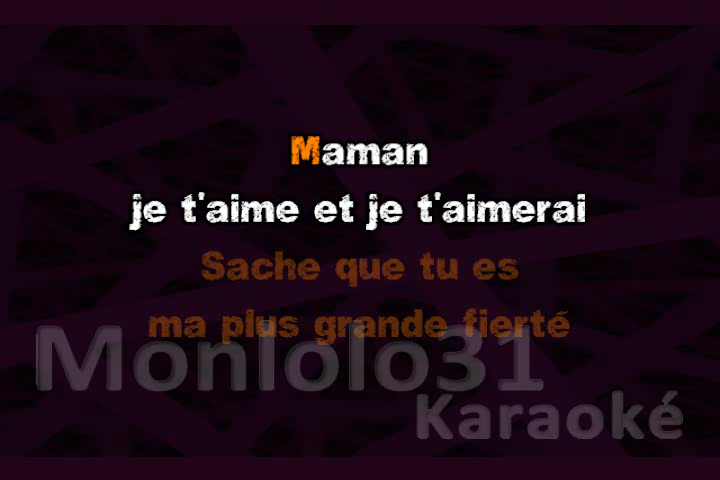 Maman
je t'aime et je t'aimerai
Sache que tu es
ma plus grande fierté
Monlolo31
Karaoké